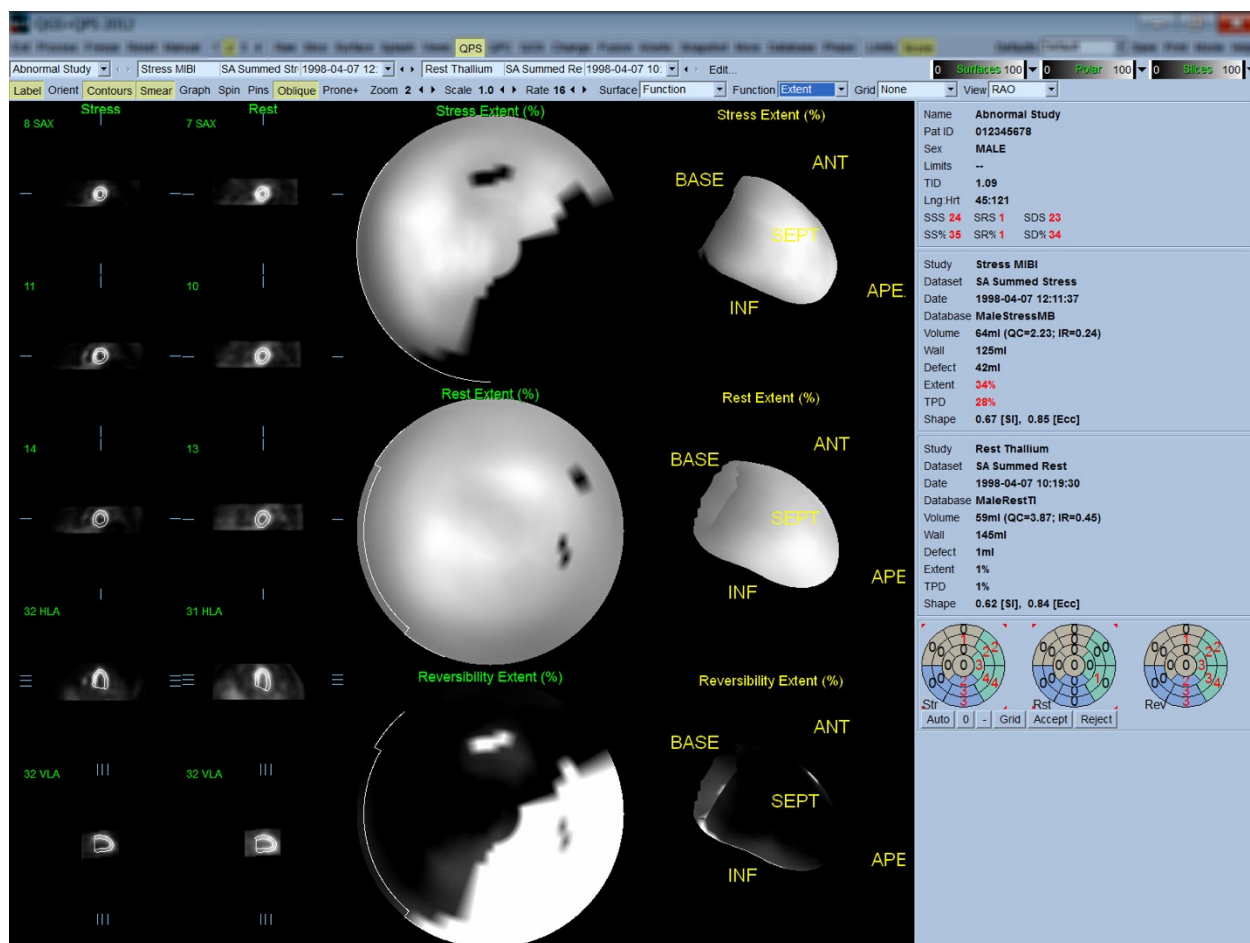 QGS+QPS 2012
QPS
Abnormal Study Stress MIBI SA Summed Str 1998-04-07 12: Rest Thallium SA Summed Re 1998-04-07 10: Edit...
0 Surfaces 100 0 Polar 100 0 Slices 100
Label Orient Contours Smear Graph Spin Pins Oblique Prone+ Zoom 2 Scale 1.0 Rate 16 Surface Function Function Extent Grid None View RAO
Stress Rest
8 SAX 7 SAX
11 10
14 13
32 HLA 31 HLA
32 VLA 32 VLA
Stress Extent (%)
Rest Extent (%)
Reversibility Extent (%)
Stress Extent (%)
ANT
BASE
SEPT
APE
INF
Rest Extent (%)
ANT
BASE
SEPT
APE
INF
Reversibility Extent (%)
ANT
BASE
SEPT
APE
INF
Name Abnormal Study
Pat ID 012345678
Sex MALE
Limits --
TID 1.09
Lng:Hrt 45:121
SSS 24 SRS 1 SDS 23
SS% 35 SR% 1 SD% 34
Study Stress MIBI
Dataset SA Summed Stress
Date 1998-04-07 12:11:37
Database MaleStressMB
Volume 64ml (QC=2.23; IR=0.24)
Wall 125ml
Defect 42ml
Extent 34%
TPD 28%
Shape 0.67 [SI], 0.85 [Ecc]
Study Rest Thallium
Dataset SA Summed Rest
Date 1998-04-07 10:19:30
Database MaleRestTl
Volume 59ml (QC=3.87; IR=0.45)
Wall 145ml
Defect 1ml
Extent 1%
TPD 1%
Shape 0.62 [SI], 0.84 [Ecc]
Str Rst Rev
Auto 0 - Grid Accept Reject